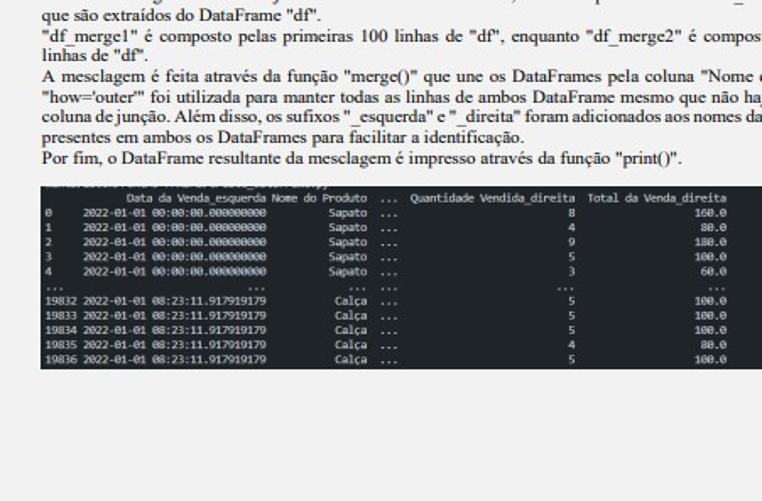 que são extraídos do DataFrame "df".
"df_merge1" é composto pelas primeiras 100 linhas de "df", enquanto "df_merge2" é compos
linhas de "df".
A mesclagem é feita através da função "merge()" que une os DataFrames pela coluna "Nome
"how='outer'" foi utilizada para manter todas as linhas de ambos DataFrame mesmo que não ha
coluna de junção. Além disso, os sufixos "_esquerda" e "_direita" foram adicionados aos nomes da
presentes em ambos os DataFrames para facilitar a identificação.
Por fim, o DataFrame resultante da mesclagem é impresso através da função "print()".
Data da Venda_esquerda Nome do Produto ... Quantidade Vendida_direita Total da Venda_direita
0 2022-01-01 00:00:00.000000000 Sapato ... 8 160.0
1 2022-01-01 00:00:00.000000000 Sapato ... 4 80.0
2 2022-01-01 00:00:00.000000000 Sapato ... 9 180.0
3 2022-01-01 00:00:00.000000000 Sapato ... 5 100.0
4 2022-01-01 00:00:00.000000000 Sapato ... 3 60.0
... ... ... ... ... ...
19832 2022-01-01 08:23:11.917919179 Calça ... 5 100.0
19833 2022-01-01 08:23:11.917919179 Calça ... 5 100.0
19834 2022-01-01 08:23:11.917919179 Calça ... 5 100.0
19835 2022-01-01 08:23:11.917919179 Calça ... 4 80.0
19836 2022-01-01 08:23:11.917919179 Calça ... 5 100.0